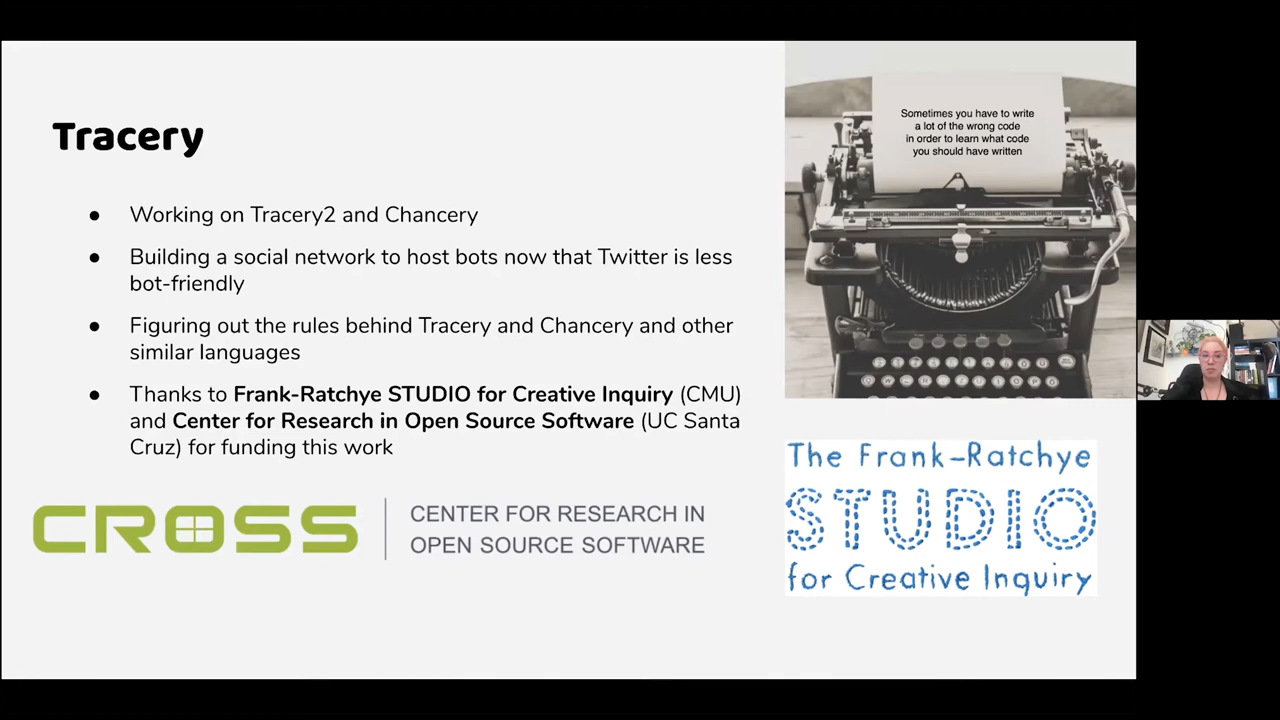 Tracery
● Working on Tracery2 and Chancery
● Building a social network to host bots now that Twitter is less
bot-friendly
● Figuring out the rules behind Tracery and Chancery and other
similar languages
● Thanks to Frank-Ratchye STUDIO for Creative Inquiry (CMU)
and Center for Research in Open Source Software (UC Santa
Cruz) for funding this work
CROSS
CENTER FOR RESEARCH IN
OPEN SOURCE SOFTWARE
Sometimes you have to write
a lot of the wrong code
in order to learn what code
you should have written
The Frank-Ratchye
STUDIO
for Creative Inquiry